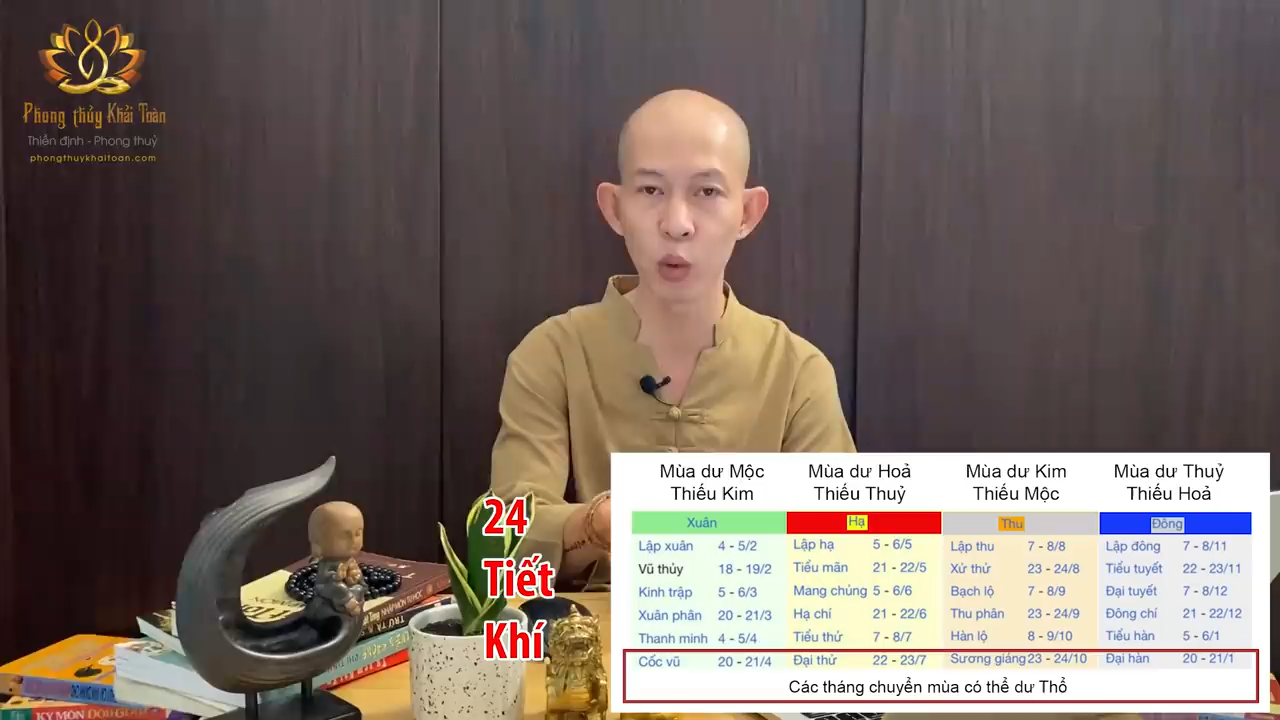 Phong thủy Khải Toàn
Thiền định - Phong thuỷ
phongthuykhaitoan.com
24
Tiết
Khí
Mùa dư Mộc
Thiếu Kim
Mùa dư Hoả
Thiếu Thuỷ
Mùa dư Kim
Thiếu Mộc
Mùa dư Thuỷ
Thiếu Hoả
Xuân Hạ Thu Đông
Lập xuân 4 - 5/2 Lập hạ 5 - 6/5 Lập thu 7 - 8/8 Lập đông 7 - 8/11
Vũ thủy 18 - 19/2 Tiểu mãn 21 - 22/5 Xử thử 23 - 24/8 Tiểu tuyết 22 - 23/11
Kinh trập 5 - 6/3 Mang chủng 5 - 6/6 Bạch lộ 7 - 8/9 Đại tuyết 7 - 8/12
Xuân phân 20 - 21/3 Hạ chí 21 - 22/6 Thu phân 23 - 24/9 Đông chí 21 - 22/12
Thanh minh 4 - 5/4 Tiểu thử 7 - 8/7 Hàn lộ 8 - 9/10 Tiểu hàn 5 - 6/1
Cốc vũ 20 - 21/4 Đại thử 22 - 23/7 Sương giáng 23 - 24/10 Đại hàn 20 - 21/1
Các tháng chuyển mùa có thể dư Thổ
KỲ MÔN ĐỘN GIÁP